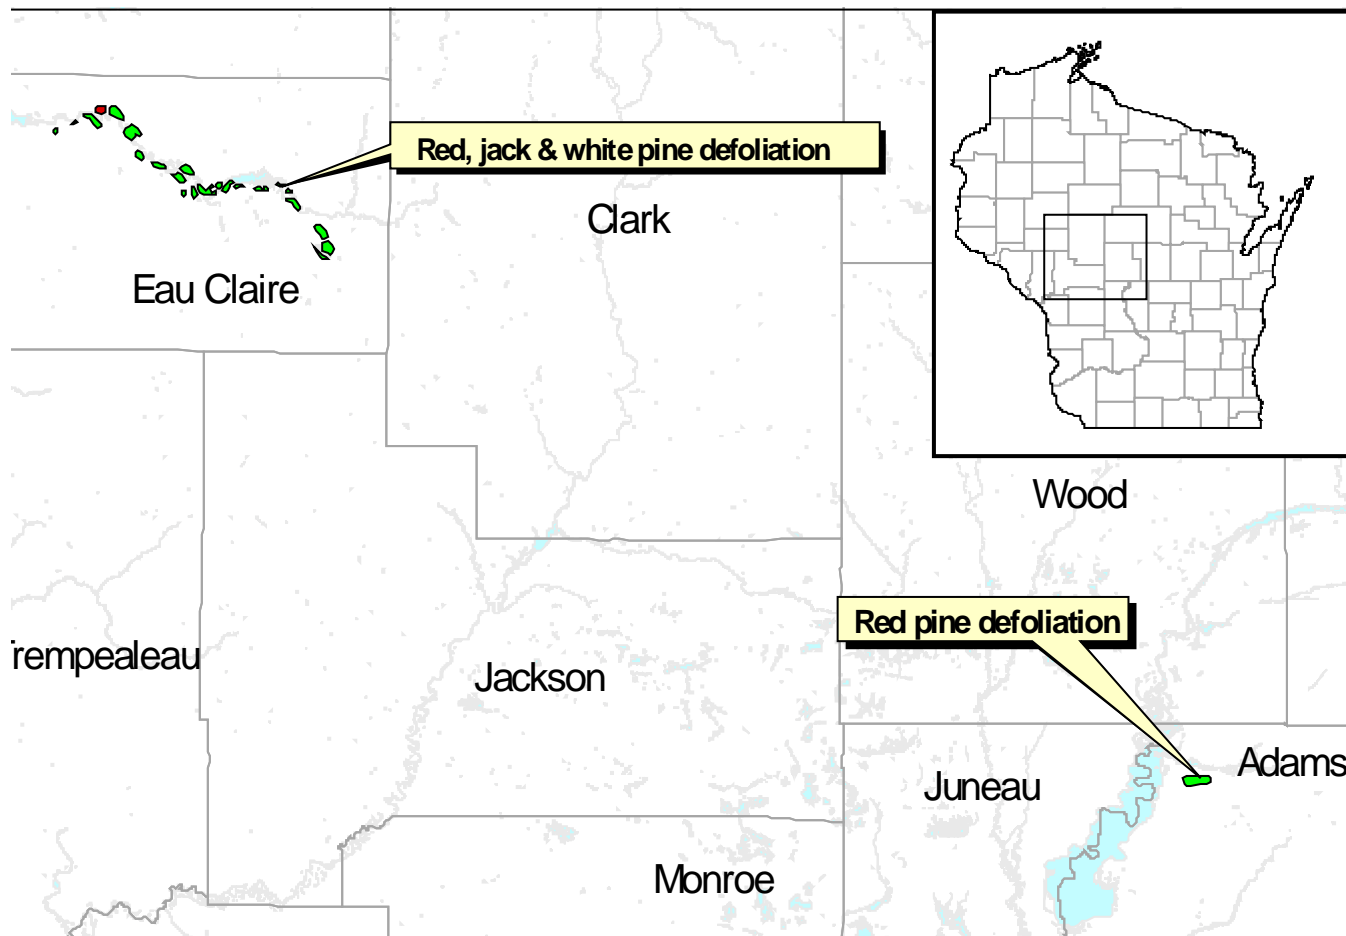 Red, jack & white pine defoliation
Clark
Eau Claire
Wood
Red pine defoliation
rempealeau
Jackson
Adams
Juneau
Monroe